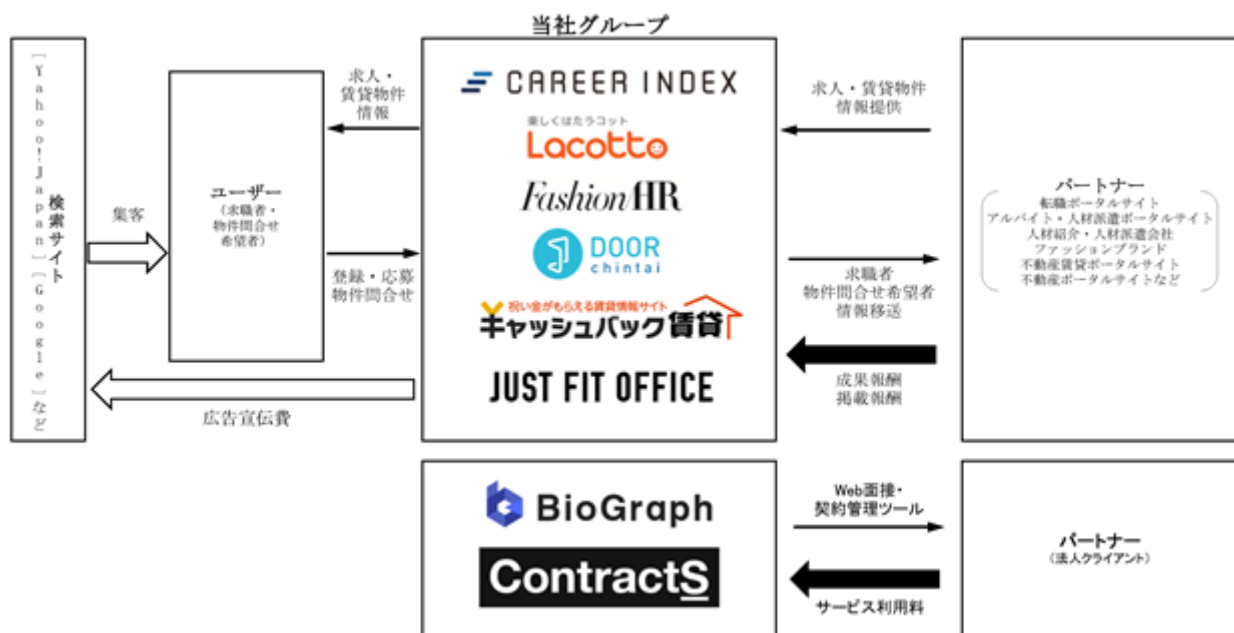 当社グループ
検索サイト
[Yahoo!Japan][Google]など
集客
ユーザー
(求職者・
物件問合せ
希望者)
求人・
賃貸物件
情報
登録・応募
物件問合せ
広告宣伝費
CAREER INDEX
楽しくはたラコット
Lacotto
Fashion HR
DOOR
chintai
祝い金がもらえる賃貸情報サイト
キャッシュバック賃貸
JUST FIT OFFICE
求人・賃貸物件
情報提供
求職者
物件問合せ希望者
情報移送
成果報酬
掲載報酬
パートナー
転職ポータルサイト
アルバイト・人材派遣ポータルサイト
人材紹介・人材派遣会社
ファッションブランド
不動産賃貸ポータルサイト
不動産ポータルサイトなど
BioGraph
ContractS
Web面接・
契約管理ツール
サービス利用料
パートナー
(法人クライアント)